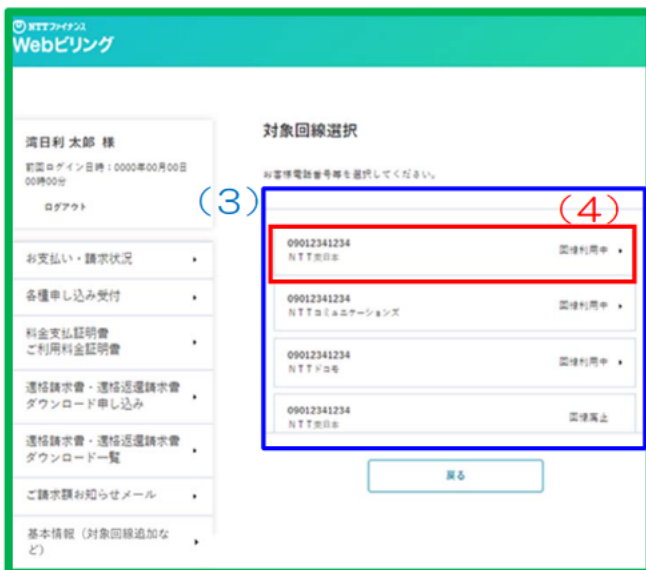 NTTファイナンス
Webビリング
湾日利 太郎 様
前回ログイン日時：0000年00月00日
00時00分
ログアウト
お支払い・請求状況
各種申し込み受付
料金支払証明書
ご利用料金証明書
適格請求書・適格返還請求書
ダウンロード申し込み
適格請求書・適格返還請求書
ダウンロード一覧
ご請求額お知らせメール
基本情報（対象回線追加な
ど）
対象回線選択
お客様電話番号等を選択してください。
（3）
（4）
09012341234
NTT東日本
回線利用中
09012341234
NTTコミュニケーションズ
回線利用中
09012341234
NTTドコモ
回線利用中
09012341234
NTT東日本
回線廃止
戻る